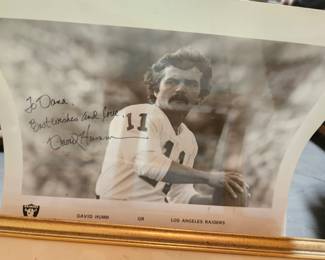 To Dana,
Best wishes and love,
David Humm
11
11
DAVID HUMM QB LOS ANGELES RAIDERS